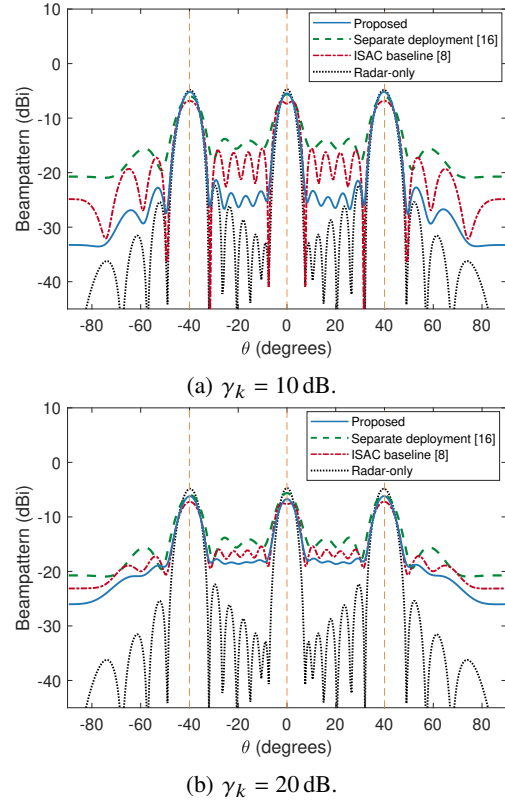 Proposed
Separate deployment [16]
ISAC baseline [8]
Radar-only
Beampattern (dBi)
10
0
-10
-20
-30
-40
-80 -60 -40 -20 0 20 40 60 80
θ (degrees)
(a) γk = 10 dB.
Proposed
Separate deployment [16]
ISAC baseline [8]
Radar-only
Beampattern (dBi)
10
0
-10
-20
-30
-40
-80 -60 -40 -20 0 20 40 60 80
θ (degrees)
(b) γk = 20 dB.